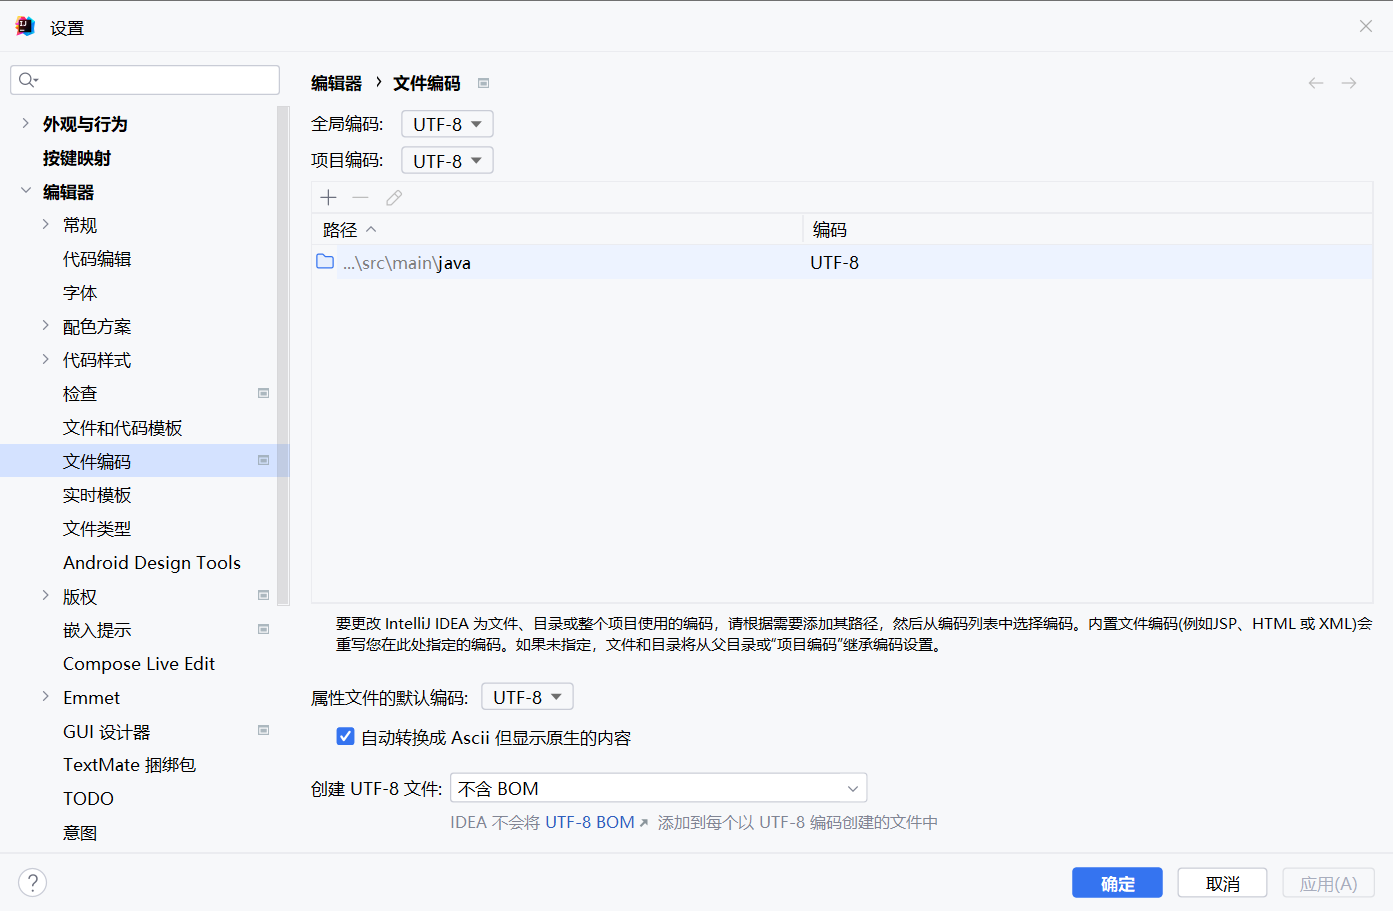 设置
编辑器 › 文件编码
全局编码: UTF-8
项目编码: UTF-8
路径 编码
...\src\main\java UTF-8
要更改 IntelliJ IDEA 为文件、目录或整个项目使用的编码，请根据需要添加其路径，然后从编码列表中选择编码。内置文件编码(例如JSP、HTML 或 XML)会
重写您在此处指定的编码。如果未指定，文件和目录将从父目录或“项目编码”继承编码设置。
属性文件的默认编码: UTF-8
自动转换成 Ascii 但显示原生的内容
创建 UTF-8 文件: 不含 BOM
IDEA 不会将 UTF-8 BOM 添加到每个以 UTF-8 编码创建的文件中
外观与行为
按键映射
编辑器
常规
代码编辑
字体
配色方案
代码样式
检查
文件和代码模板
文件编码
实时模板
文件类型
Android Design Tools
版权
嵌入提示
Compose Live Edit
Emmet
GUI 设计器
TextMate 捆绑包
TODO
意图
?
确定 取消 应用(A)